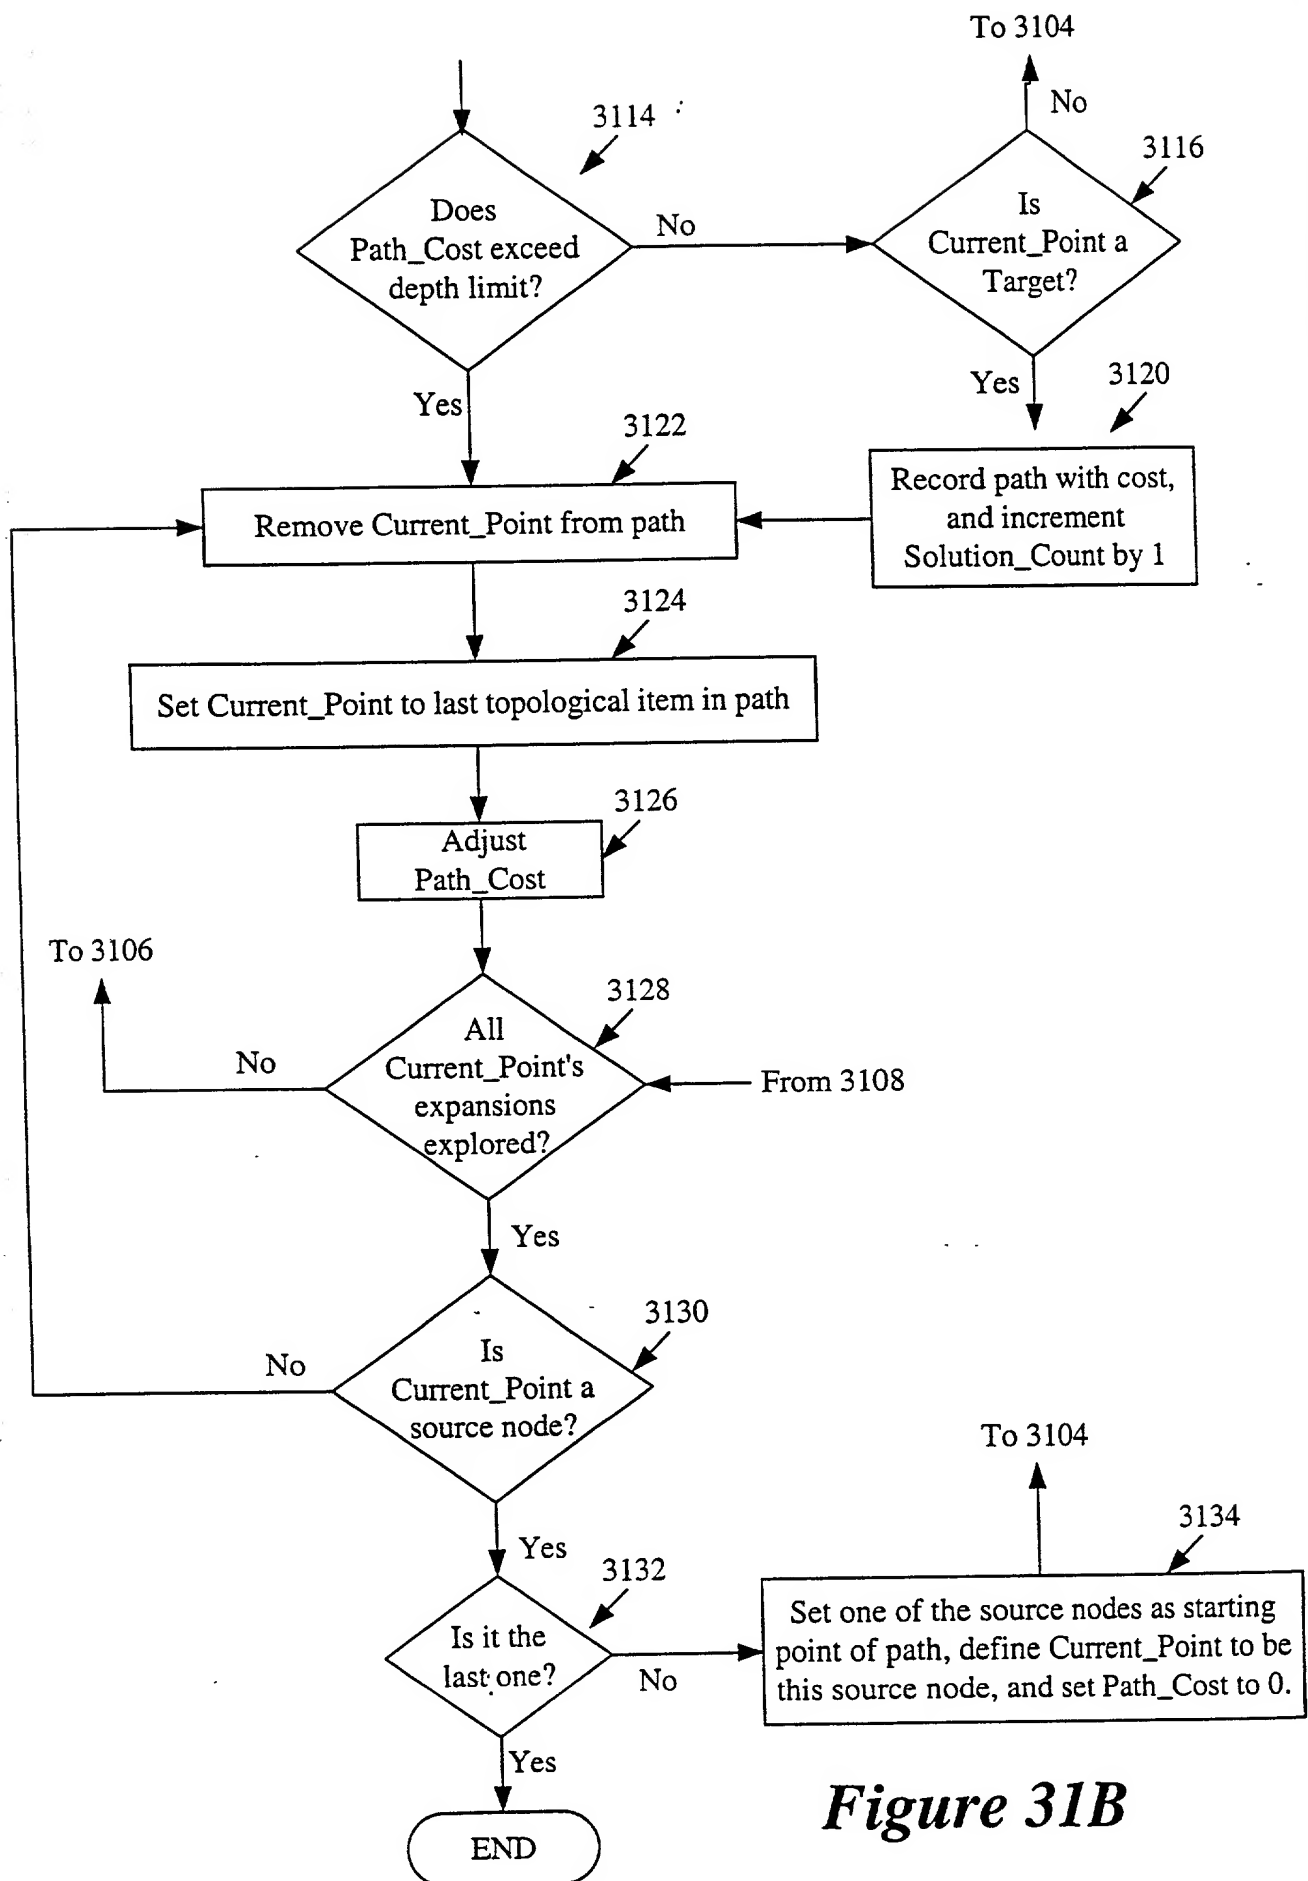 To 3104
No
3114
3116
Does
Path_Cost exceed
depth limit?
No
Is
Current_Point a
Target?
Yes
Yes
3120
3122
Record path with cost,
and increment
Solution_Count by 1
Remove Current_Point from path
3124
Set Current_Point to last topological item in path
3126
Adjust
Path_Cost
To 3106
3128
All
Current_Point's
expansions
explored?
No
From 3108
Yes
3130
Is
Current_Point a
source node?
No
To 3104
3134
Yes
3132
Is it the
last one?
No
Set one of the source nodes as starting
point of path, define Current_Point to be
this source node, and set Path_Cost to 0.
Yes
Figure 31B
END